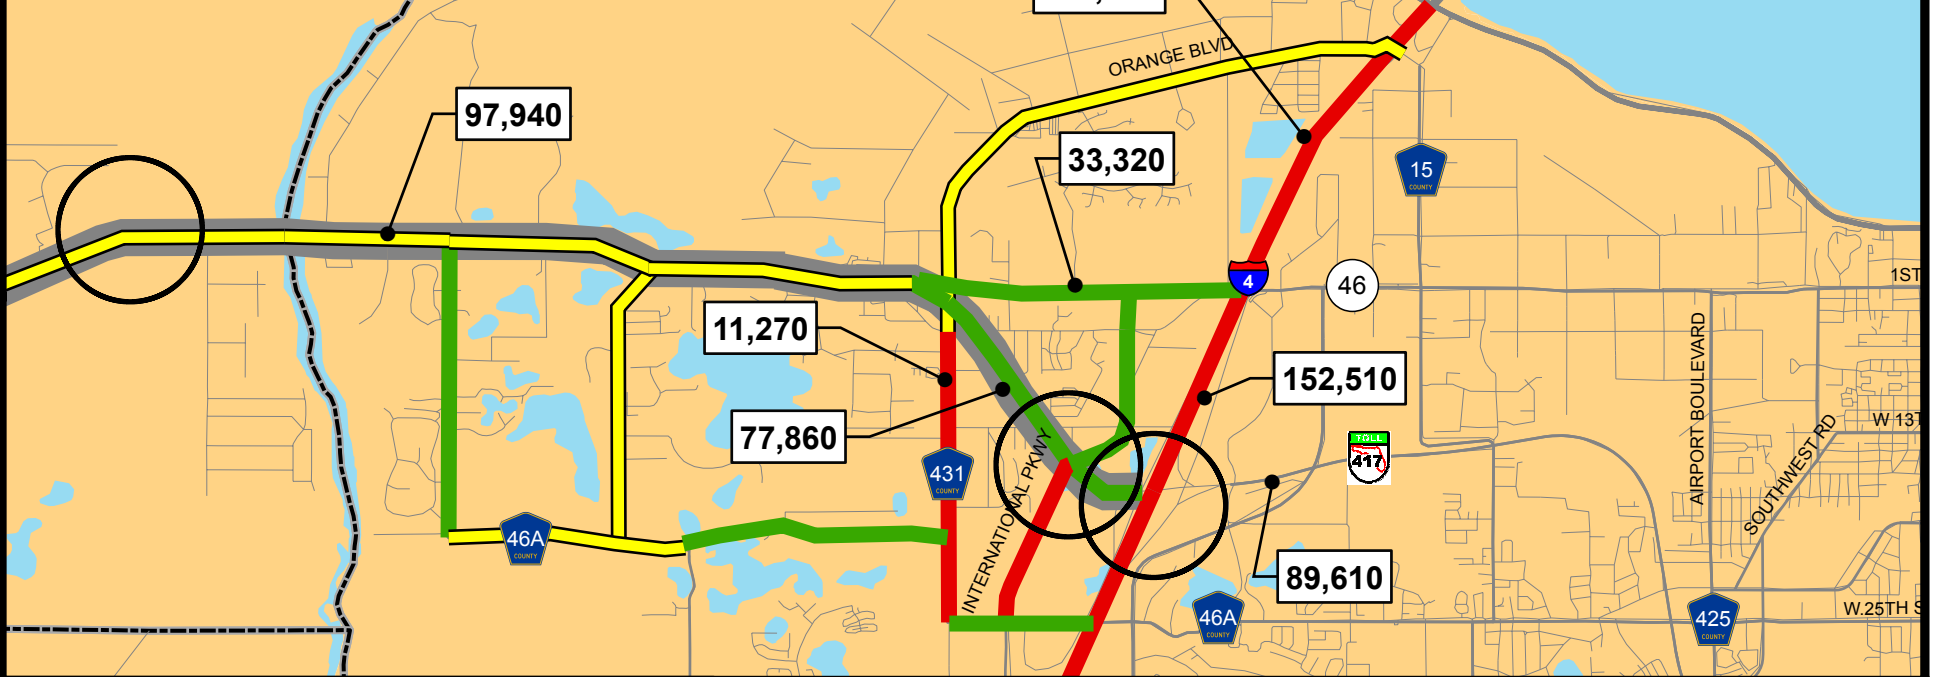 ORANGE BLVD
97,940
33,320
15
COUNTY
4
46
1ST
11,270
152,510
AIRPORT BOULEVARD
77,860
INTERNATIONAL PKWY
431
COUNTY
TOLL
417
SOUTHWEST RD
W 13T
46A
COUNTY
89,610
46A
COUNTY
425
COUNTY
W.25TH S